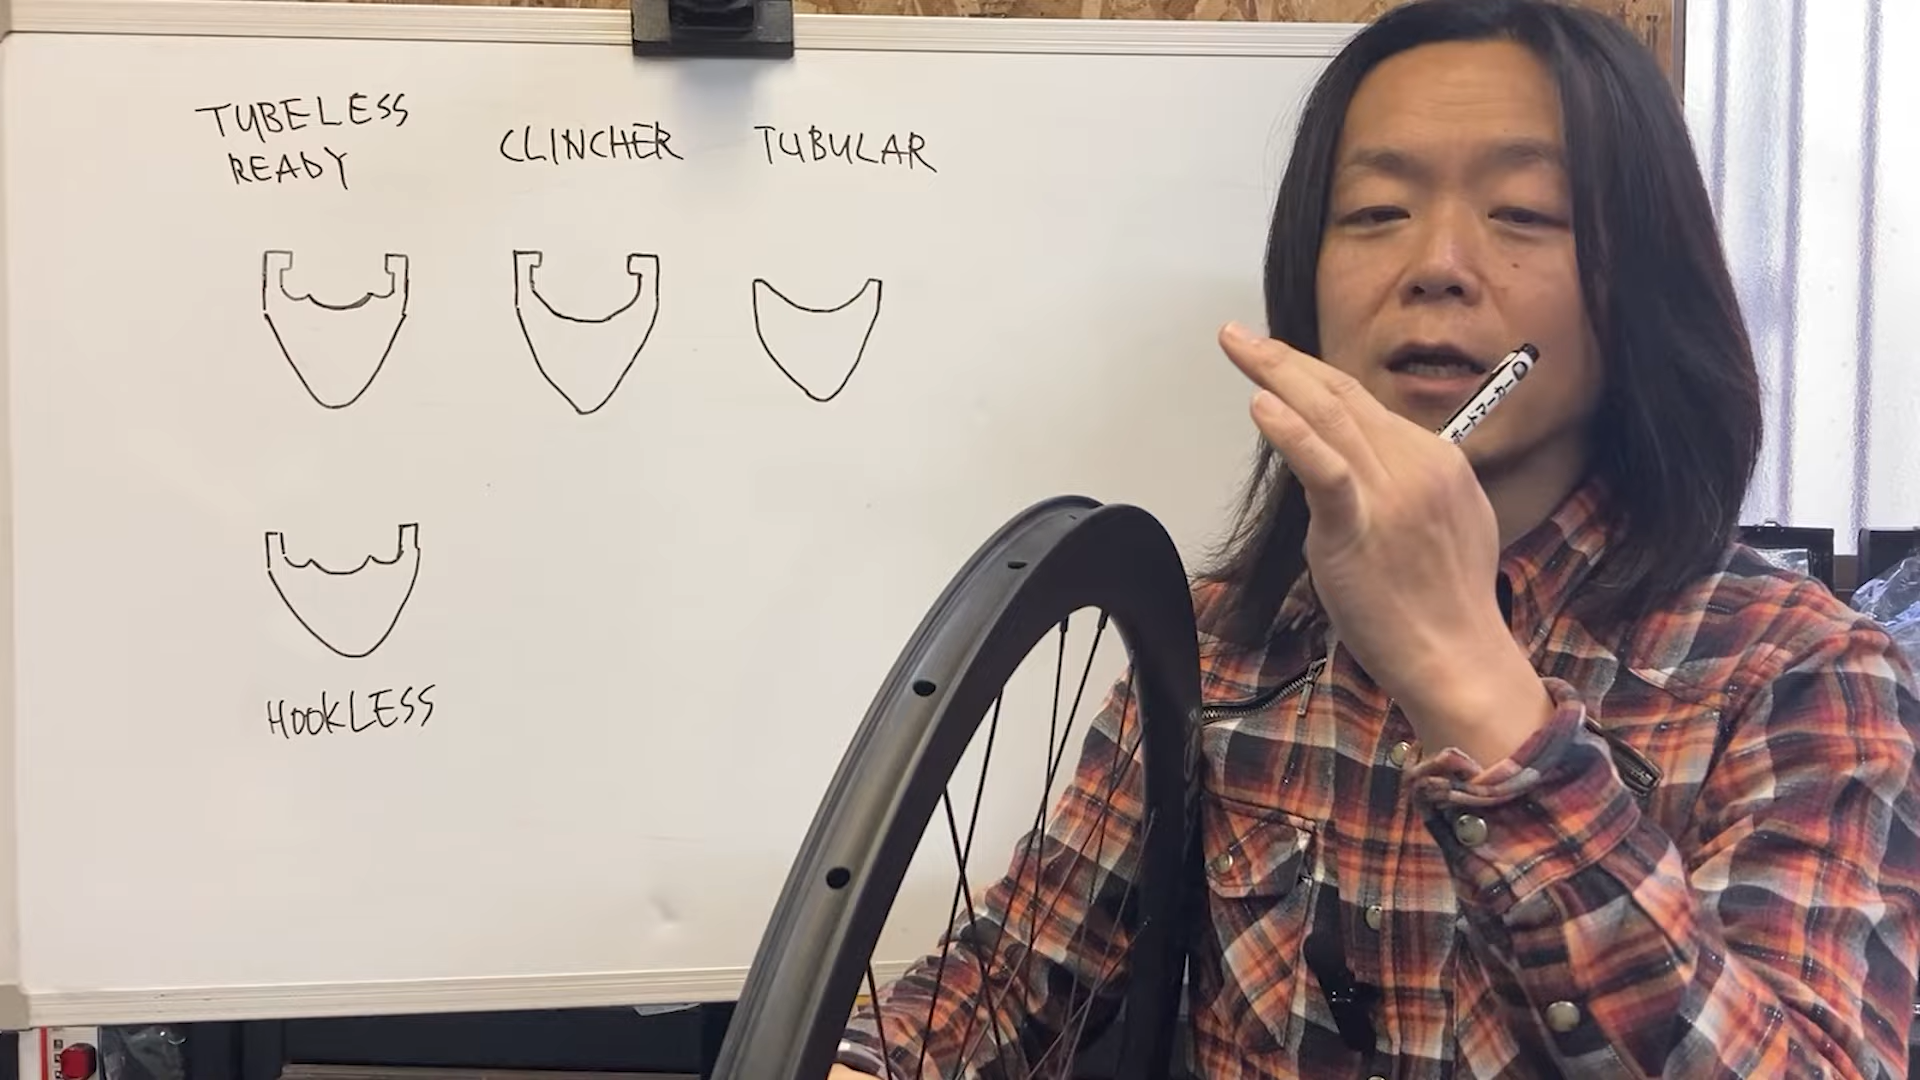 TUBELESS
READY
CLINCHER
TUBULAR
HOOKLESS
ボードマーカー